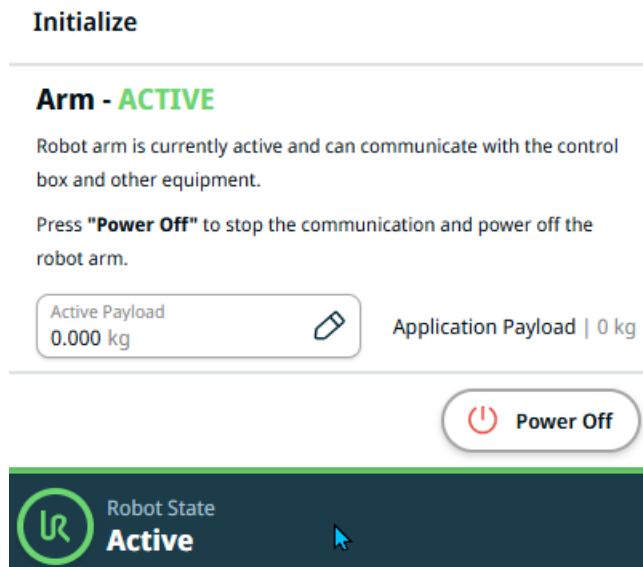 Initialize
Arm - ACTIVE
Robot arm is currently active and can communicate with the control
box and other equipment.
Press "Power Off" to stop the communication and power off the
robot arm.
Active Payload
0.000 kg
Application Payload | 0 kg
Power Off
UR
Robot State
Active